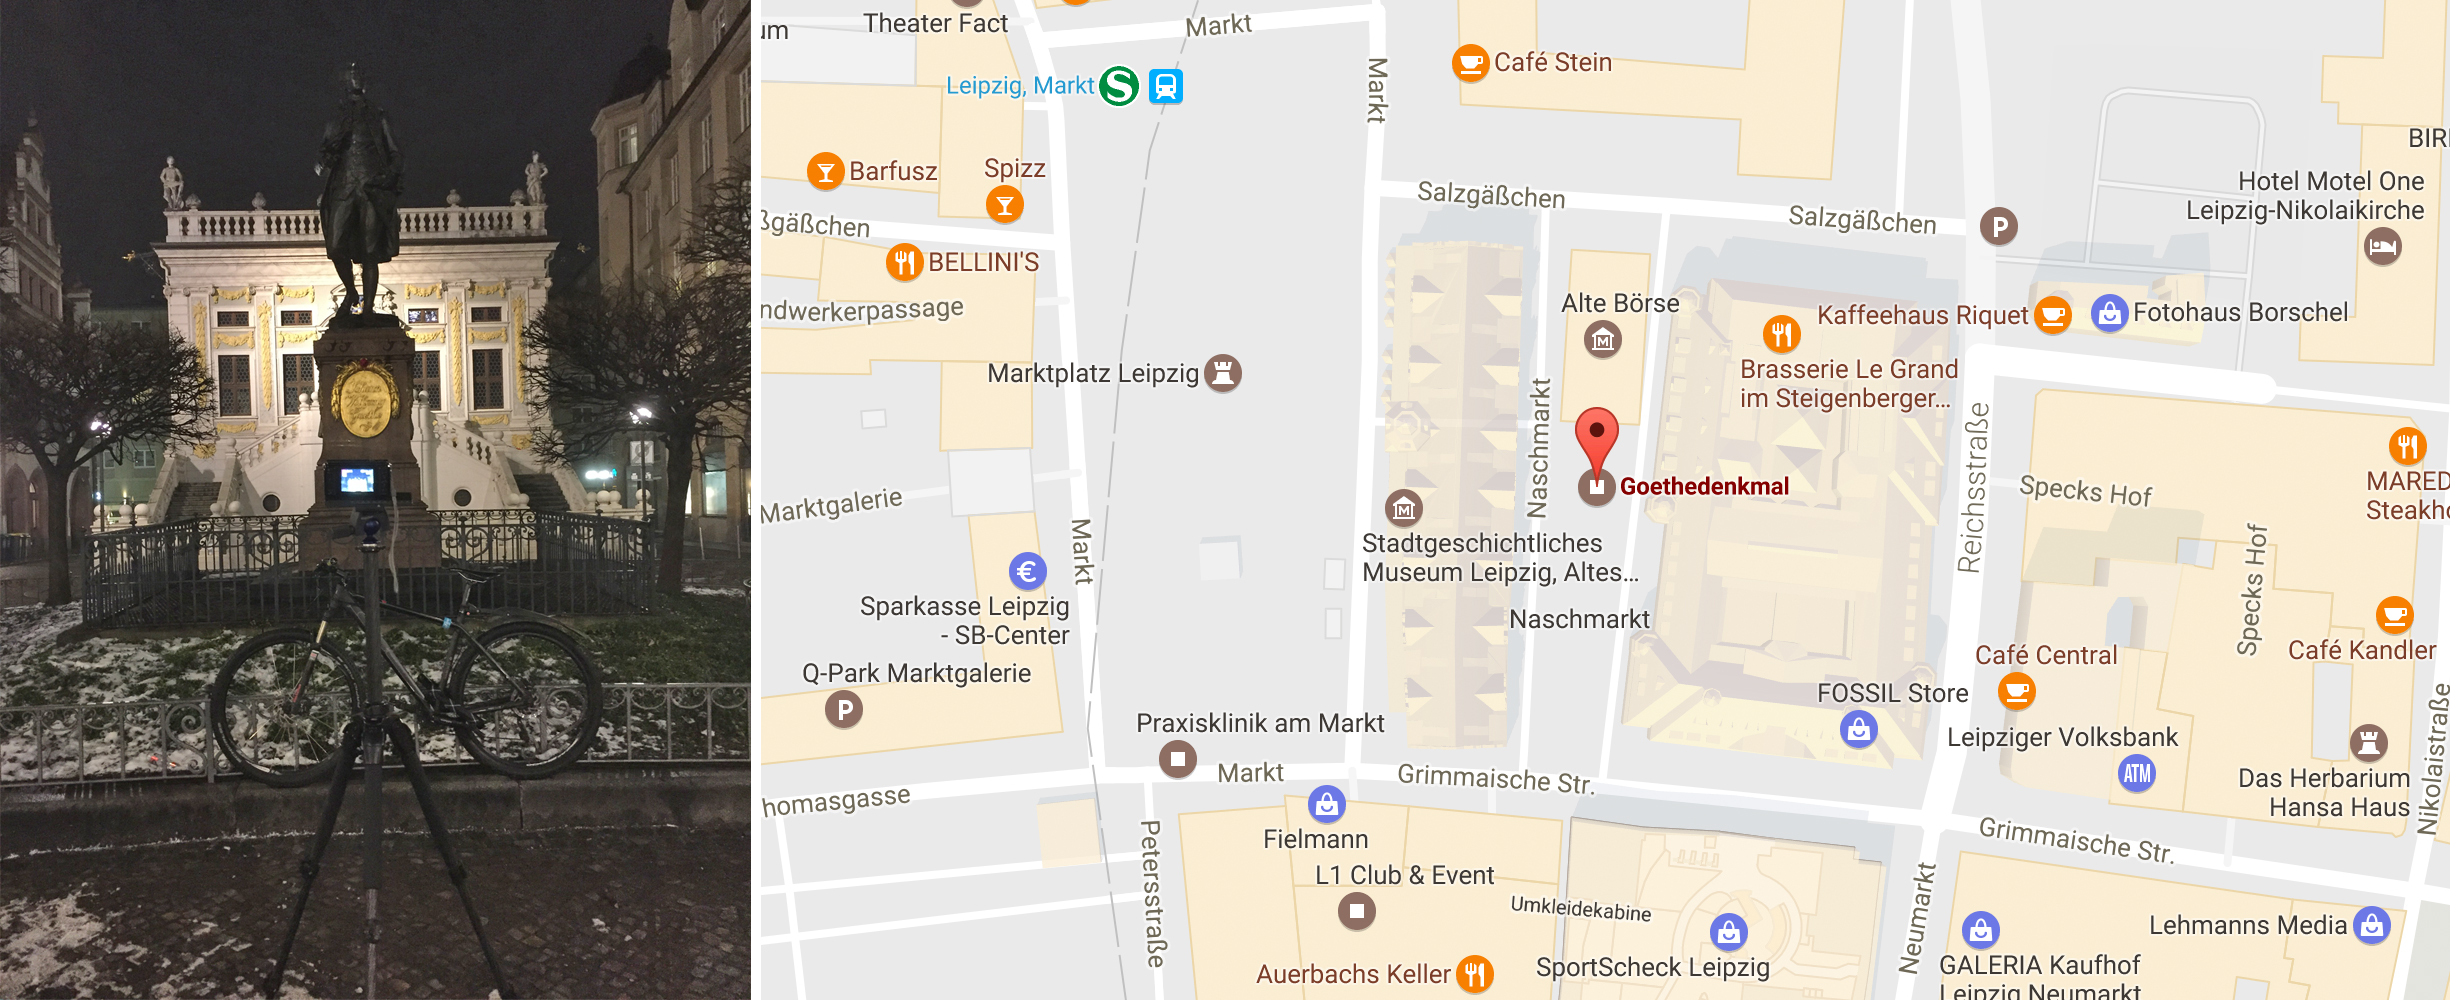 um
Theater Fact
Markt
Leipzig, Markt
S
Markt
Café Stein
Barfusz
Spizz
Salzgäßchen
Salzgäßchen
P
BIRI
Hotel Motel One
Leipzig-Nikolaikirche
ßgäßchen
BELLINI'S
ndwerkerpassage
Alte Börse
Kaffeehaus Riquet
Fotohaus Borschel
Brasserie Le Grand
im Steigenberger...
Marktplatz Leipzig
Naschmarkt
Reichsstraße
MARED
Steakho
Goethedenkmal
Specks Hof
Marktgalerie
Markt
Stadtgeschichtliches
Museum Leipzig, Altes...
Specks Hof
Sparkasse Leipzig
- SB-Center
Naschmarkt
Café Kandler
Café Central
Q-Park Marktgalerie
P
FOSSIL Store
Leipziger Volksbank
ATM
Praxisklinik am Markt
Markt
Grimmaische Str.
Das Herbarium
Hansa Haus
Nikolaistraße
homasgasse
Fielmann
Grimmaische Str.
Petersstraße
L1 Club & Event
Umkleidekabine
Neumarkt
Lehmanns Media
Auerbachs Keller
SportScheck Leipzig
GALERIA Kaufhof
Leipzig Neumarkt